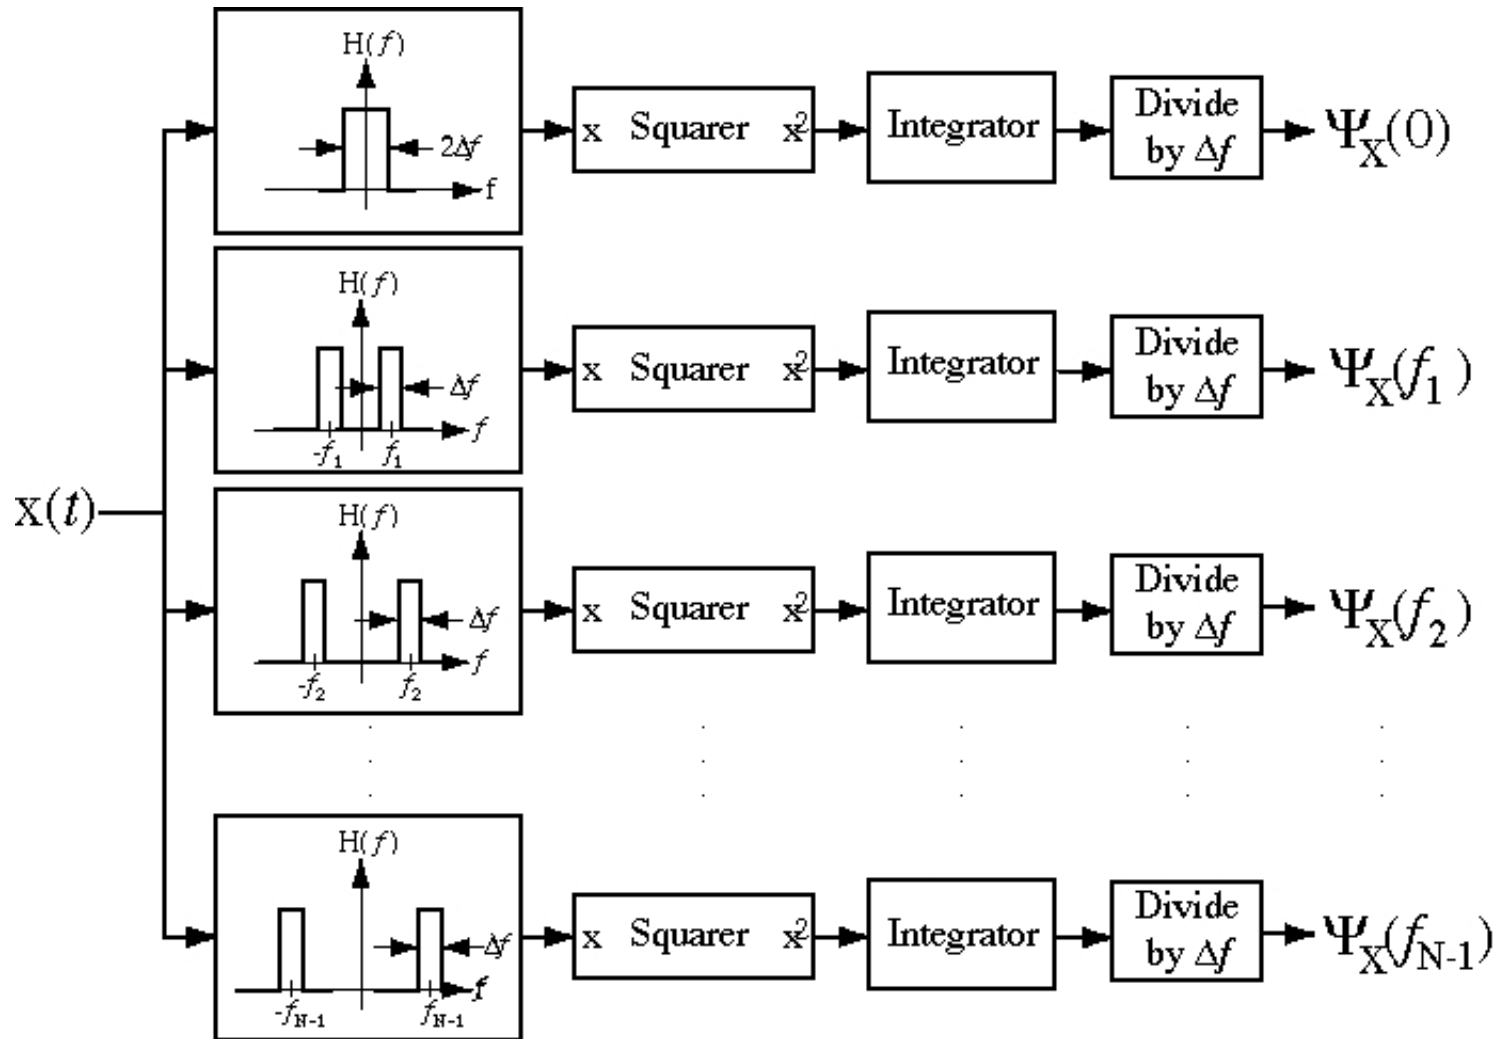 H(f)
2Δf
f
x Squarer x²
Integrator
Divide
by Δf
Ψ_X(0)
H(f)
Δf
f
-f₁ f₁
x Squarer x²
Integrator
Divide
by Δf
Ψ_X(f₁)
x(t)
H(f)
Δf
f
-f₂ f₂
x Squarer x²
Integrator
Divide
by Δf
Ψ_X(f₂)
H(f)
Δf
f
-f_N-1 f_N-1
x Squarer x²
Integrator
Divide
by Δf
Ψ_X(f_N-1)